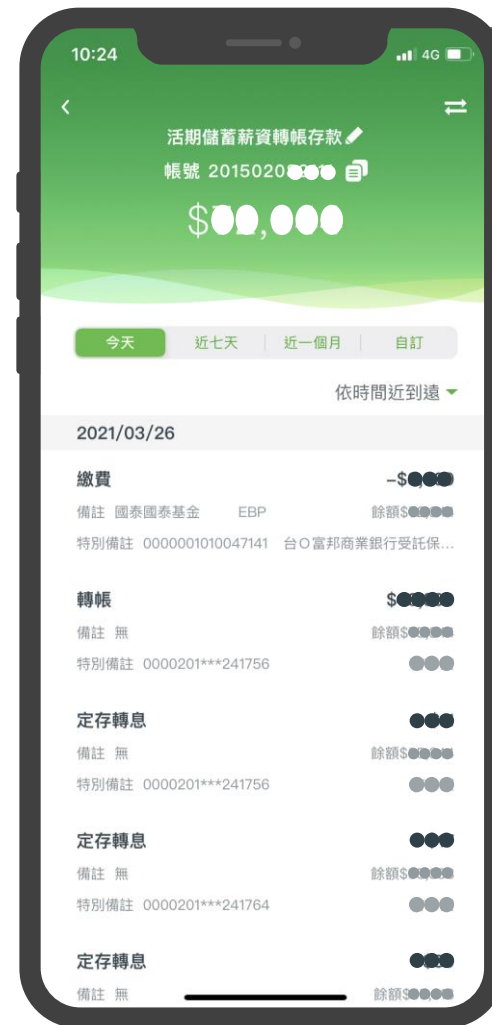 10:24
4G
活期儲蓄薪資轉帳存款
帳號 2015020
$ ,
今天 近七天 近一個月 自訂
依時間近到遠
2021/03/26
繳費 -$
備註 國泰國泰基金 EBP 餘額$
特別備註 0000001010047141 台O富邦商業銀行受託保...
轉帳 $
備註 無 餘額$
特別備註 0000201***241756
定存轉息
備註 無 餘額$
特別備註 0000201***241756
定存轉息
備註 無 餘額$
特別備註 0000201***241764
定存轉息
備註 無 餘額$